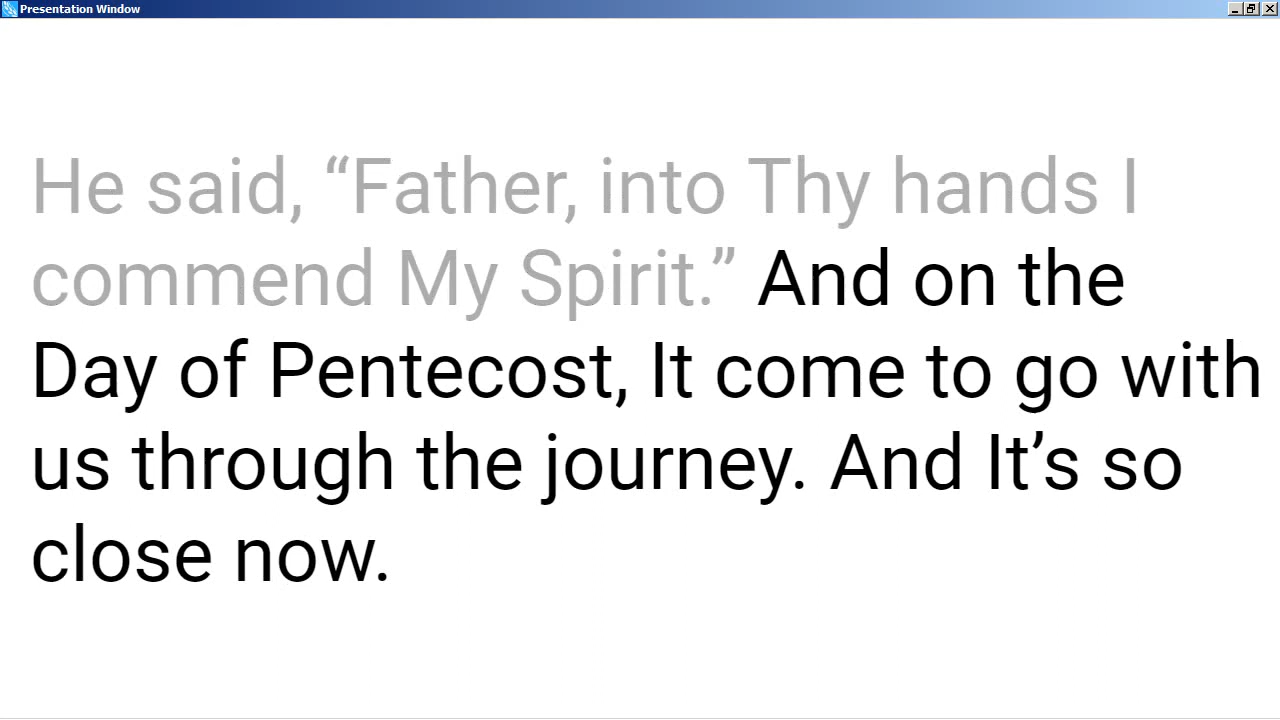 Presentation Window
He said, “Father, into Thy hands I
commend My Spirit.” And on the
Day of Pentecost, It come to go with
us through the journey. And It’s so
close now.